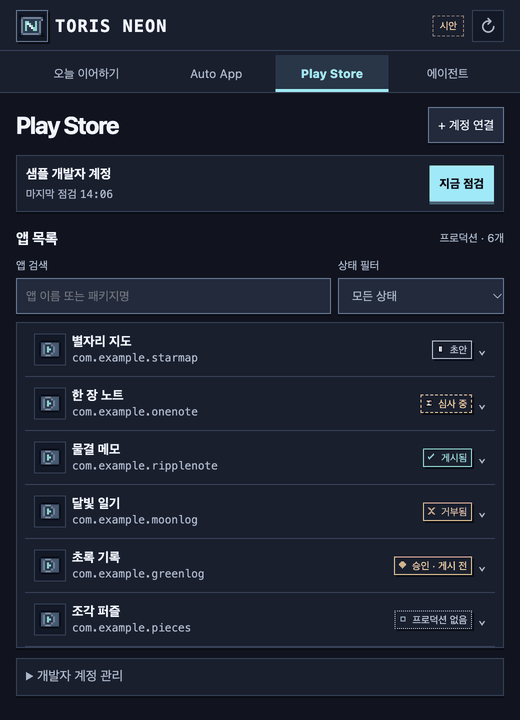 TORIS NEON
시안
오늘 이어하기
Auto App
Play Store
에이전트
Play Store
+ 계정 연결
샘플 개발자 계정
마지막 점검 14:06
지금 점검
앱 목록
프로덕션 · 6개
앱 검색
상태 필터
앱 이름 또는 패키지명
모든 상태
별자리 지도
com.example.starmap
초안
한 장 노트
com.example.onenote
심사 중
물결 메모
com.example.ripplenote
게시됨
달빛 일기
com.example.moonlog
거부됨
초록 기록
com.example.greenlog
승인 · 게시 전
조각 퍼즐
com.example.pieces
프로덕션 없음
개발자 계정 관리